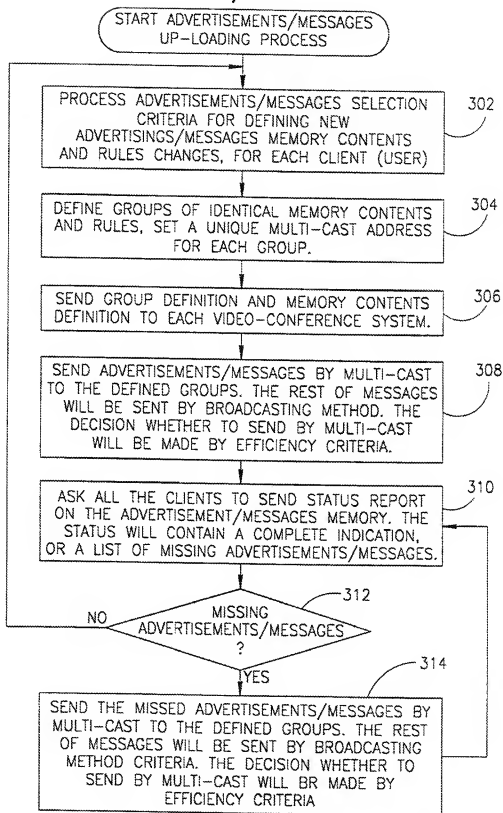 START ADVERTISEMENTS/MESSAGES
UP-LOADING PROCESS
PROCESS ADVERTISEMENTS/MESSAGES SELECTION
CRITERIA FOR DEFINING NEW
ADVERTISINGS/MESSAGES MEMORY CONTENTS
AND RULES CHANGES, FOR EACH CLIENT (USER)
302
DEFINE GROUPS OF IDENTICAL MEMORY CONTENTS
AND RULES, SET A UNIQUE MULTI-CAST ADDRESS
FOR EACH GROUP.
304
SEND GROUP DEFINITION AND MEMORY CONTENTS
DEFINITION TO EACH VIDEO-CONFERENCE SYSTEM.
306
SEND ADVERTISEMENTS/MESSAGES BY MULTI-CAST
TO THE DEFINED GROUPS. THE REST OF MESSAGES
WILL BE SENT BY BROADCASTING METHOD. THE
DECISION WHETHER TO SEND BY MULTI-CAST
WILL BE MADE BY EFFICIENCY CRITERIA.
308
ASK ALL THE CLIENTS TO SEND STATUS REPORT
ON THE ADVERTISEMENT/MESSAGES MEMORY. THE
STATUS WILL CONTAIN A COMPLETE INDICATION,
OR A LIST OF MISSING ADVERTISEMENTS/MESSAGES.
310
MISSING
ADVERTISEMENTS/MESSAGES
?
312
NO
YES
314
SEND THE MISSED ADVERTISEMENTS/MESSAGES BY
MULTI-CAST TO THE DEFINED GROUPS. THE REST
OF MESSAGES WILL BE SENT BY BROADCASTING
METHOD CRITERIA. THE DECISION WHETHER TO
SEND BY MULTI-CAST WILL BR MADE BY
EFFICIENCY CRITERIA